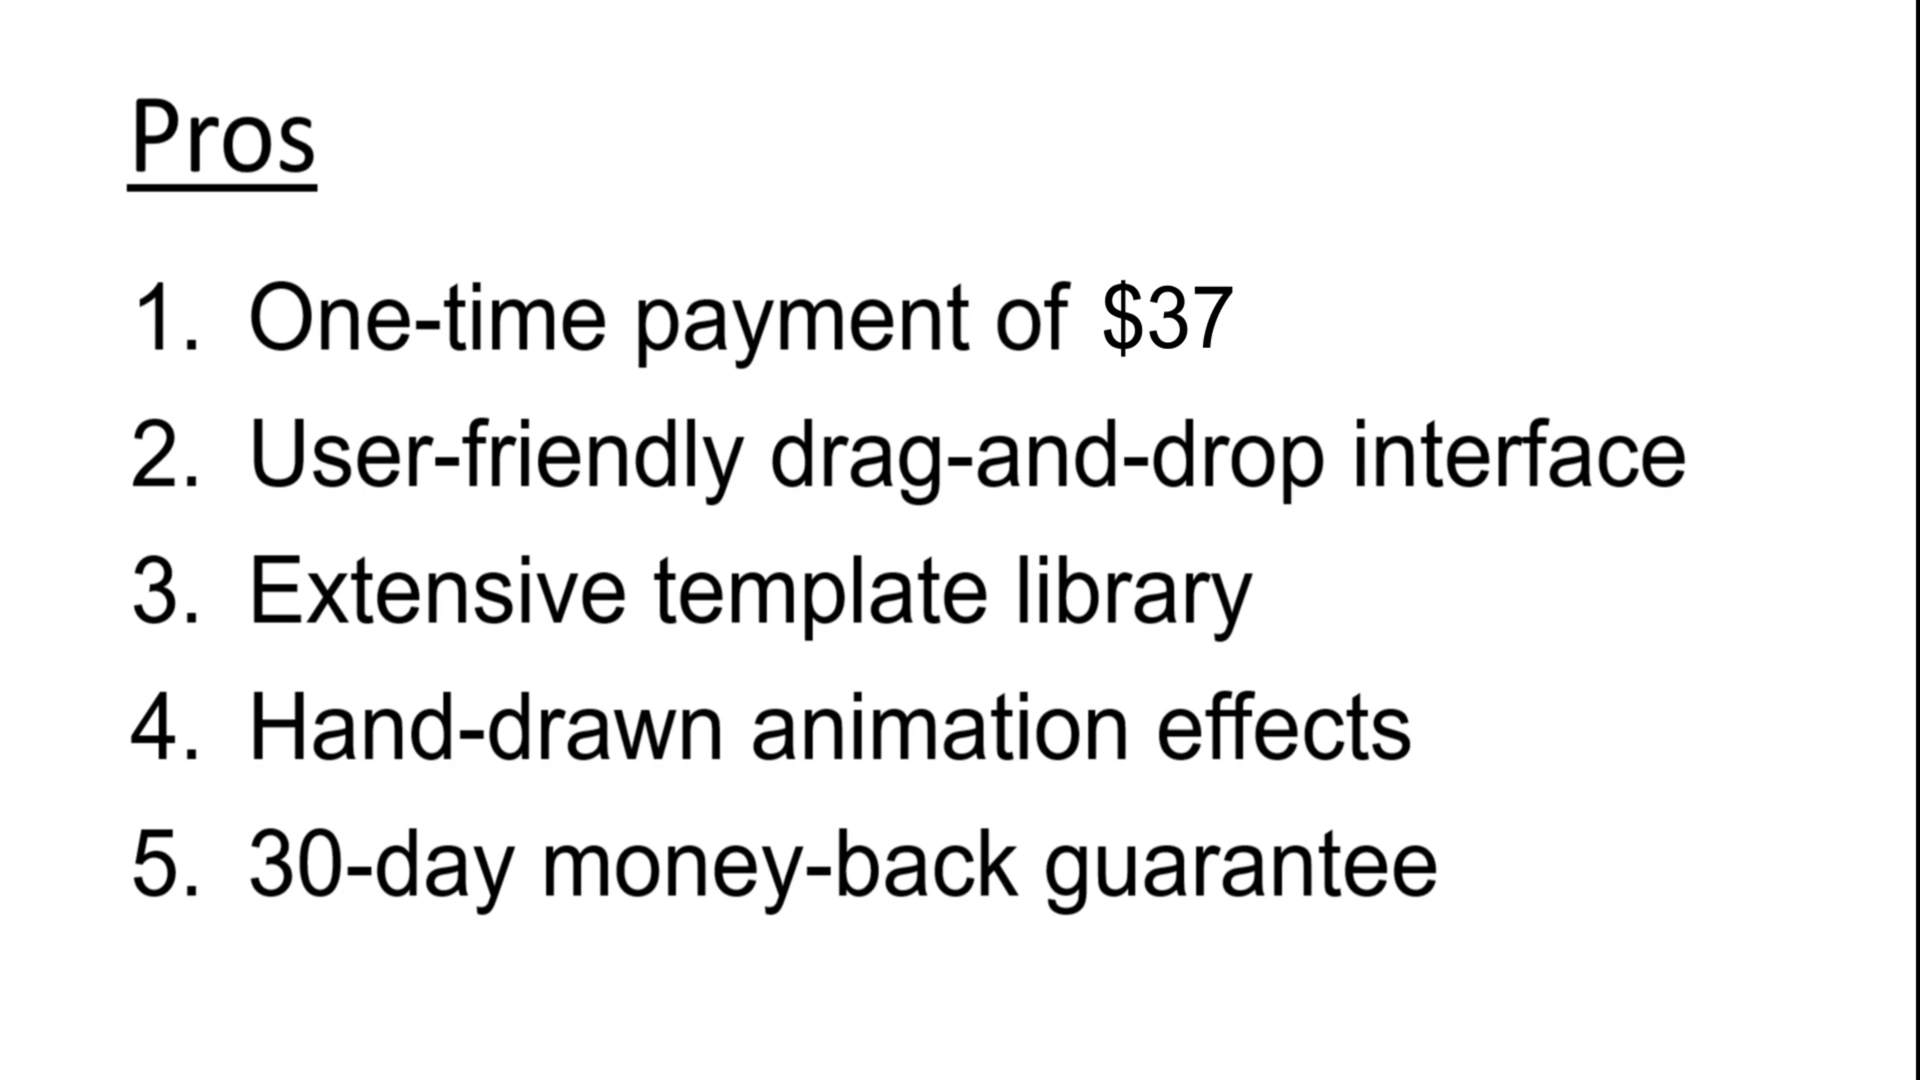 Pros
1. One-time payment of $37
2. User-friendly drag-and-drop interface
3. Extensive template library
4. Hand-drawn animation effects
5. 30-day money-back guarantee